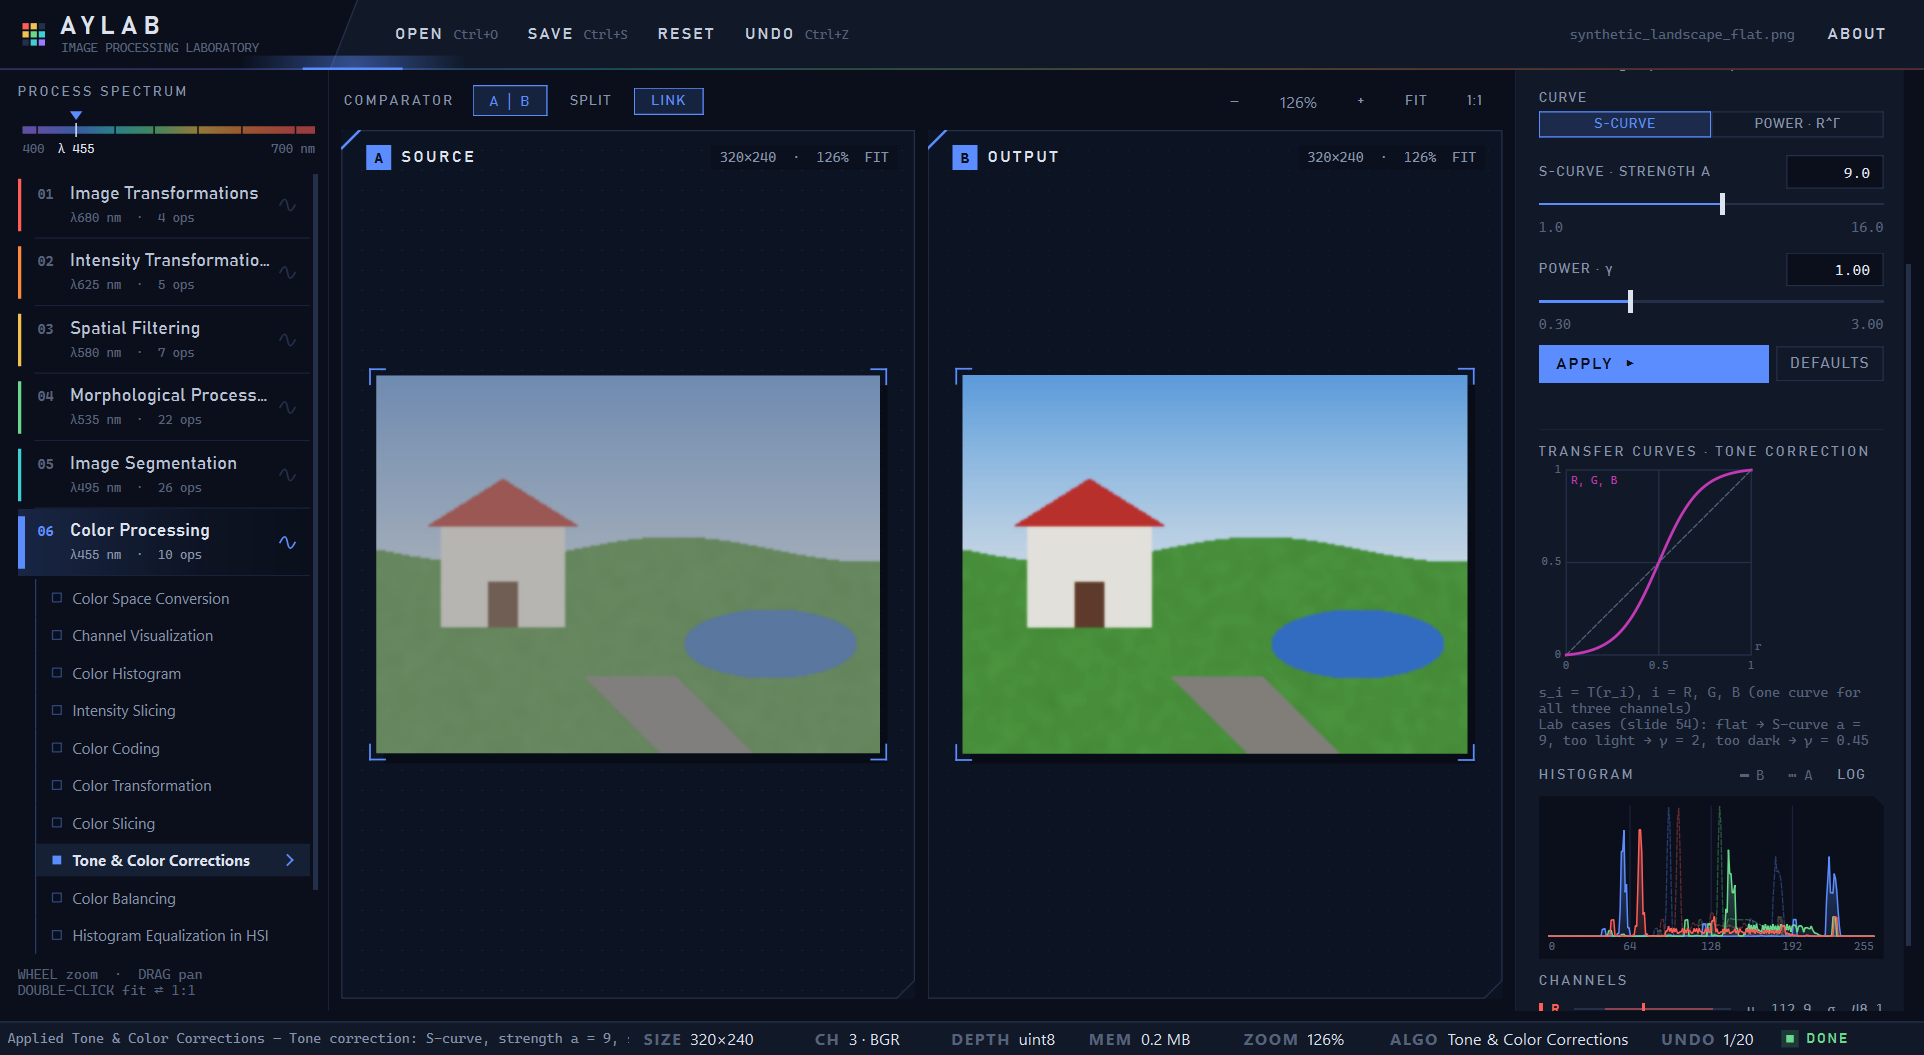 AYLAB
IMAGE PROCESSING LABORATORY
OPEN Ctrl+O SAVE Ctrl+S RESET UNDO Ctrl+Z
synthetic_landscape_flat.png ABOUT
PROCESS SPECTRUM
400 λ 455 700 nm
01 Image Transformations
λ680 nm · 4 ops
02 Intensity Transformatio...
λ625 nm · 5 ops
03 Spatial Filtering
λ580 nm · 7 ops
04 Morphological Process...
λ535 nm · 22 ops
05 Image Segmentation
λ495 nm · 26 ops
06 Color Processing
λ455 nm · 10 ops
Color Space Conversion
Channel Visualization
Color Histogram
Intensity Slicing
Color Coding
Color Transformation
Color Slicing
Tone & Color Corrections
Color Balancing
Histogram Equalization in HSI
WHEEL zoom · DRAG pan
DOUBLE-CLICK fit ⇄ 1:1
COMPARATOR A | B SPLIT LINK − 126% + FIT 1:1
A SOURCE 320×240 · 126% FIT
B OUTPUT 320×240 · 126% FIT
CURVE
S-CURVE POWER · R^Γ
S-CURVE · STRENGTH A 9.0
1.0 16.0
POWER · γ 1.00
0.30 3.00
APPLY ▸ DEFAULTS
TRANSFER CURVES · TONE CORRECTION
1 R, G, B
0.5
0 r
0 0.5 1
s_i = T(r_i), i = R, G, B (one curve for
all three channels)
Lab cases (slide 54): flat → S-curve a =
9, too light → γ = 2, too dark → γ = 0.45
HISTOGRAM B A LOG
0 64 128 192 255
CHANNELS
R μ 112.9 σ 48.1
Applied Tone & Color Corrections — Tone correction: S-curve, strength a = 9,
SIZE 320×240 CH 3 · BGR DEPTH uint8 MEM 0.2 MB ZOOM 126% ALGO Tone & Color Corrections UNDO 1/20 DONE